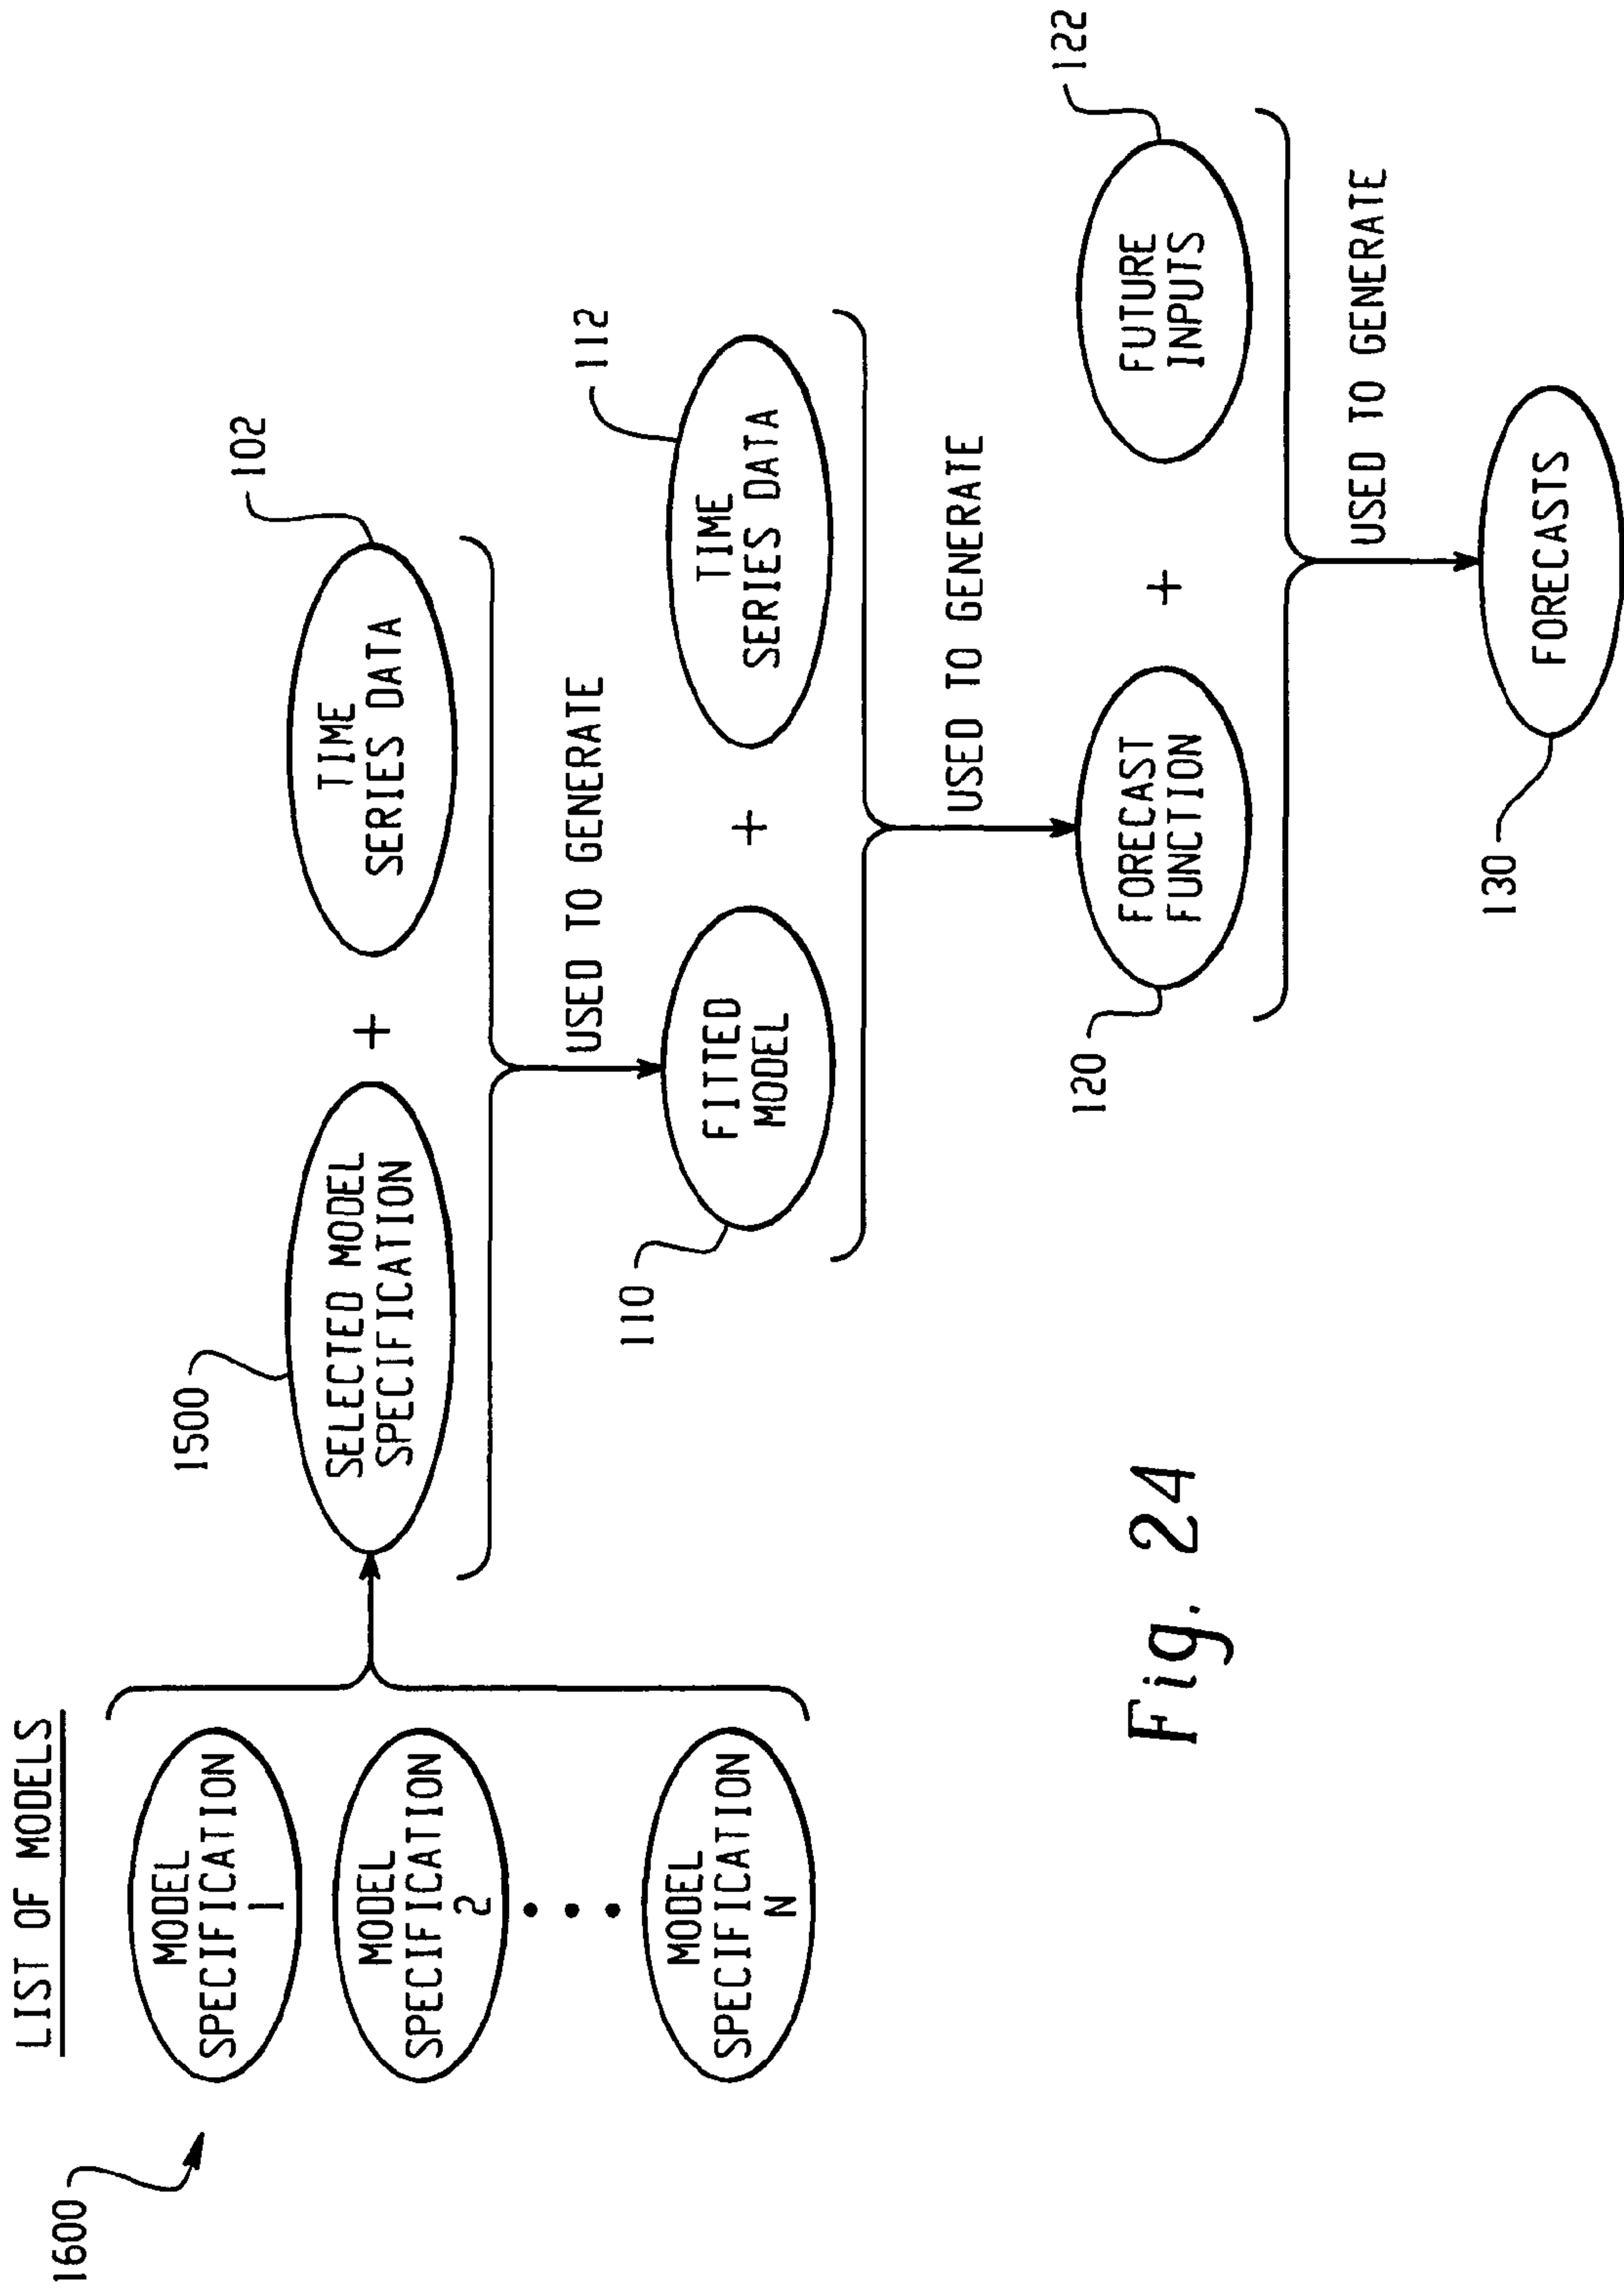 1600
LIST OF MODELS
MODEL
SPECIFICATION
1
MODEL
SPECIFICATION
2
MODEL
SPECIFICATION
N
1500
SELECTED MODEL
SPECIFICATION
+
TIME
SERIES DATA
102
USED TO GENERATE
110
FITTED
MODEL
+
TIME
SERIES DATA
112
USED TO GENERATE
120
FORECAST
FUNCTION
+
FUTURE
INPUTS
122
USED TO GENERATE
130
FORECASTS
Fig. 24